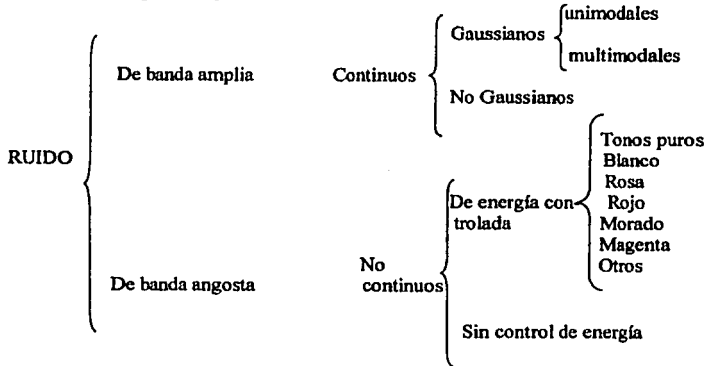 RUIDO
De banda amplia
De banda angosta
Continuos
Gaussianos
unimodales
multimodales
No Gaussianos
No
continuos
De energía con
trolada
Tonos puros
Blanco
Rosa
Rojo
Morado
Magenta
Otros
Sin control de energía